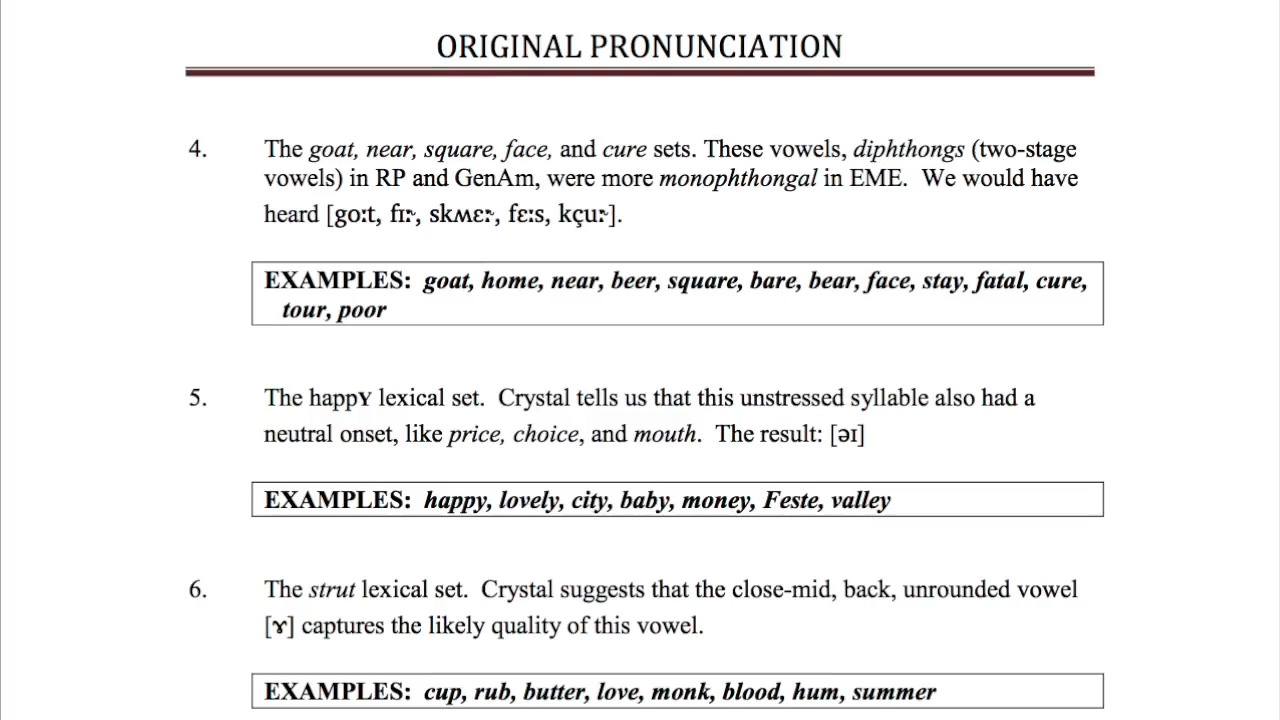 ORIGINAL PRONUNCIATION
4. The goat, near, square, face, and cure sets. These vowels, diphthongs (two-stage
vowels) in RP and GenAm, were more monophthongal in EME. We would have
heard [goːt, fɪːɚ, skʍɛːɚ, fɛːs, kçuːɚ].
EXAMPLES: goat, home, near, beer, square, bare, bear, face, stay, fatal, cure,
tour, poor
5. The happY lexical set. Crystal tells us that this unstressed syllable also had a
neutral onset, like price, choice, and mouth. The result: [əɪ]
EXAMPLES: happy, lovely, city, baby, money, Feste, valley
6. The strut lexical set. Crystal suggests that the close-mid, back, unrounded vowel
[ɤ] captures the likely quality of this vowel.
EXAMPLES: cup, rub, butter, love, monk, blood, hum, summer